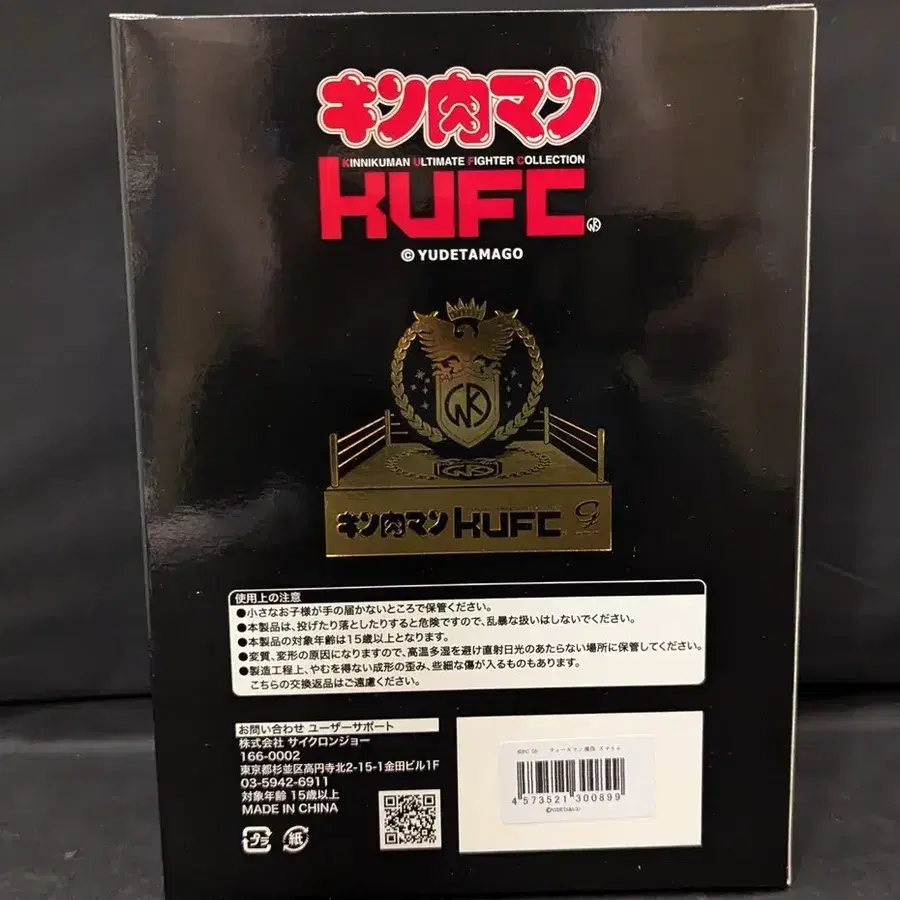 キン肉マン
KINNIKUMAN ULTIMATE FIGHTER COLLECTION
KUFC
©YUDETAMAGO
キン肉マン KUFC
使用上の注意
●小さなお子様が手の届かないところで保管ください。
●本製品は、投げたり落としたりすると危険ですので、乱暴な扱いはしないでください。
●本製品の対象年齢は15歳以上となります。
●変質、変形の原因になりますので、高温多湿を避け直射日光のあたらない場所に保管してください。
●製造工程上、やむを得ない成形の歪み、些細な傷が入るものもあります。
こちらの交換返品はご遠慮ください。
お問い合わせ ユーザーサポート
株式会社 サイクロンジョー
166-0002
東京都杉並区高円寺北2-15-1金田ビル1F
03-5942-6911
対象年齢 15歳以上
MADE IN CHINA
プラ
紙
4 573521 300899
©YUDETAMAGO